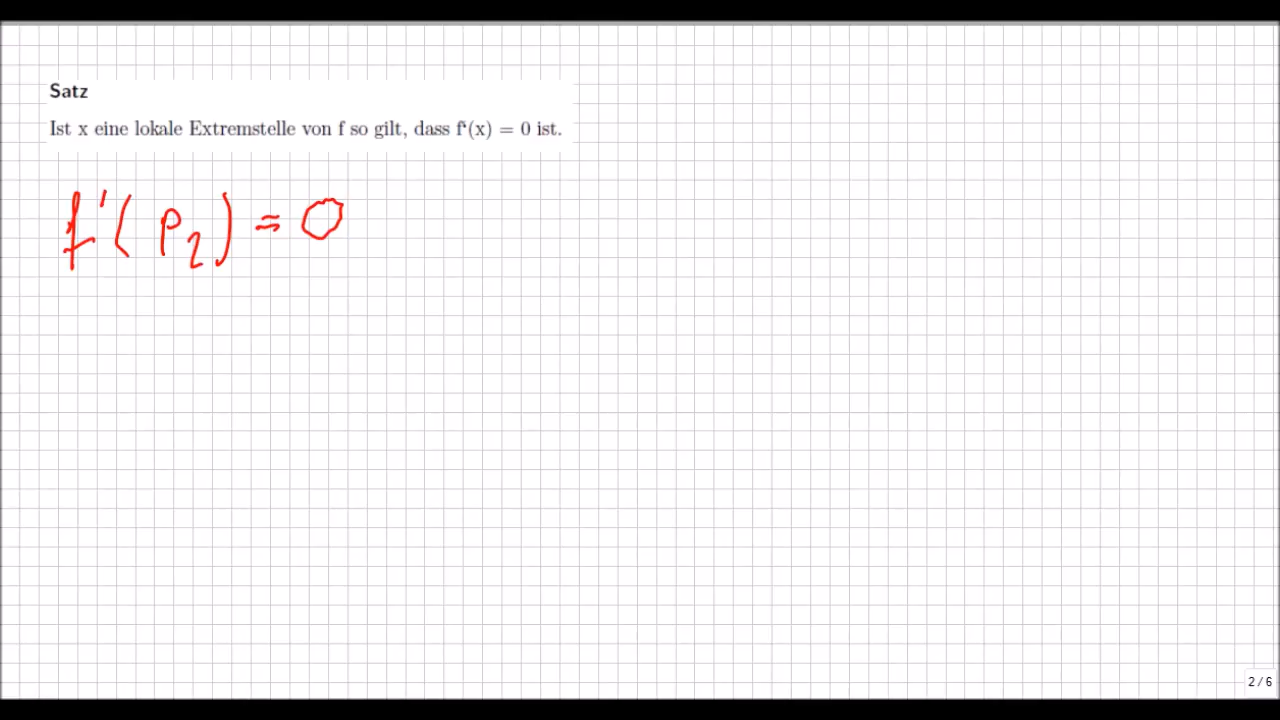 Satz
Ist x eine lokale Extremstelle von f so gilt, dass f'(x) = 0 ist.
f'(p₂) = 0
2 / 6